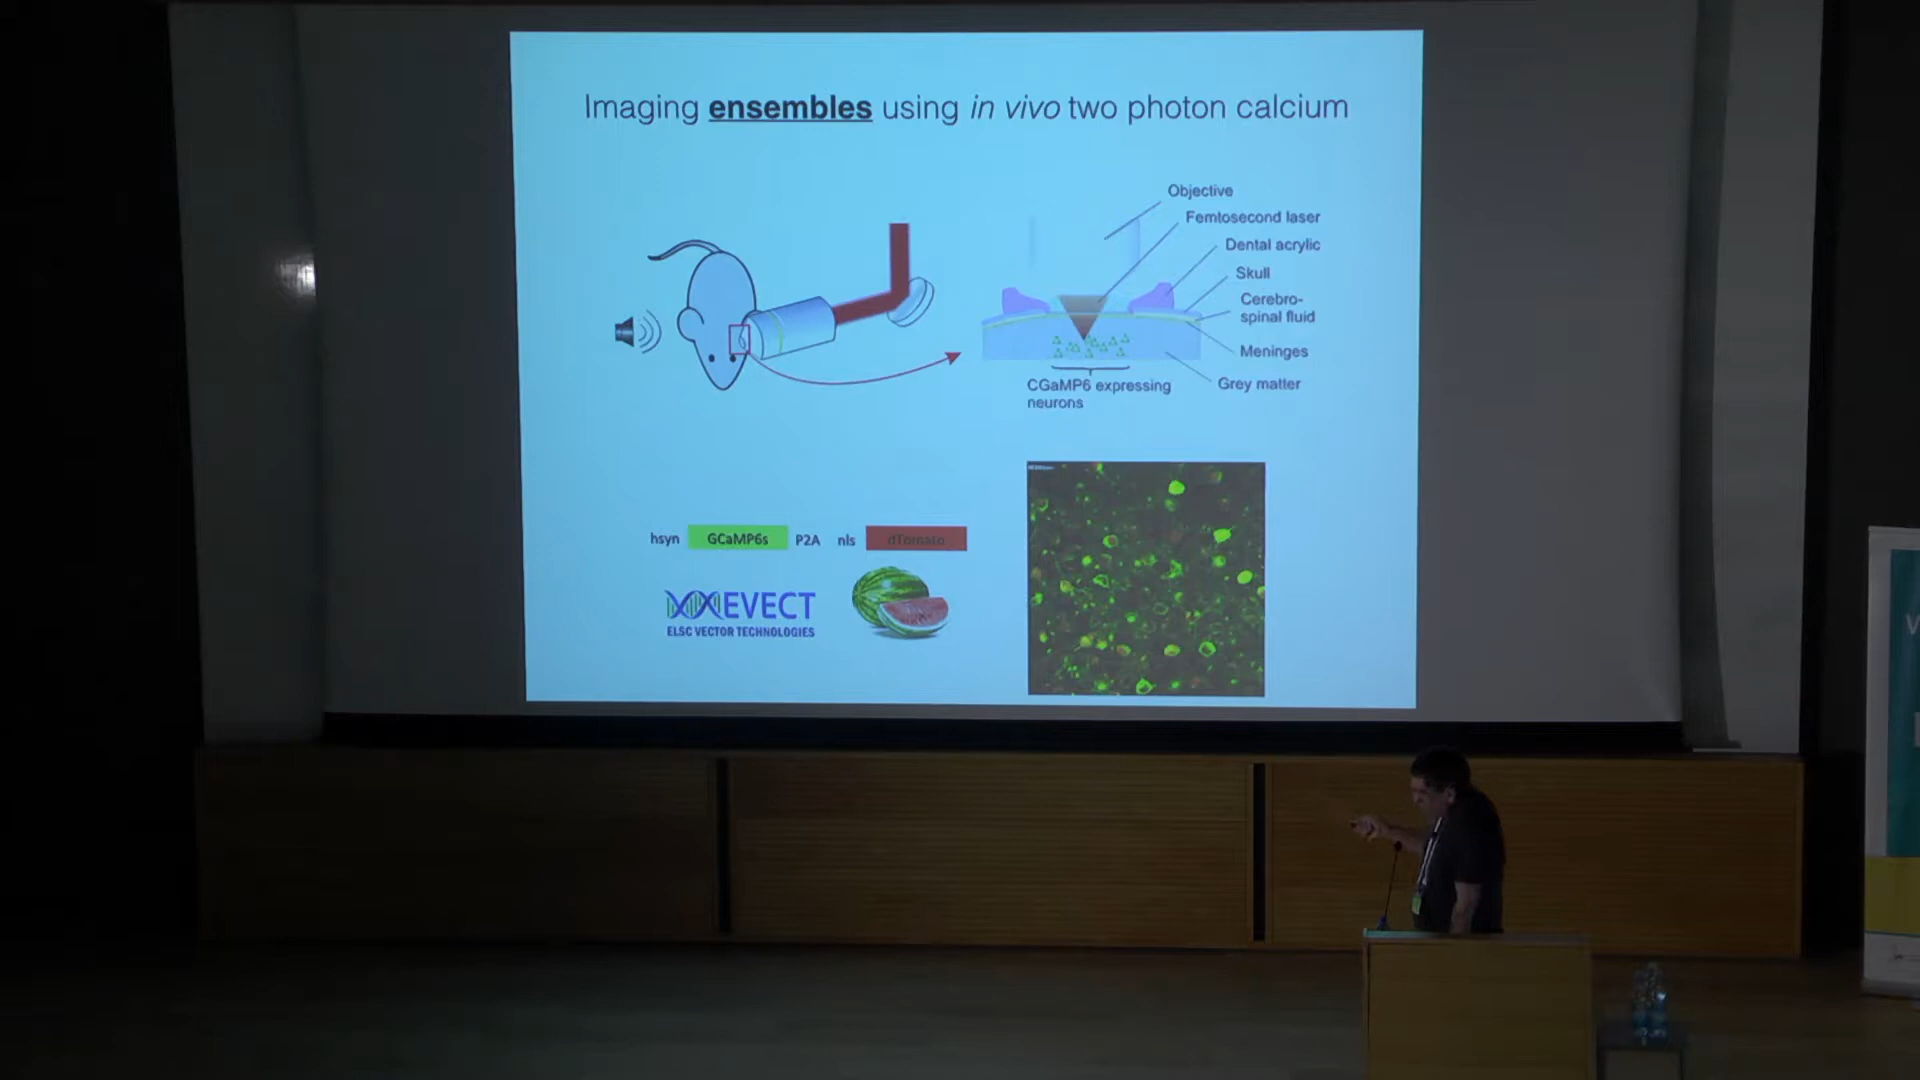 Imaging ensembles using in vivo two photon calcium
Objective
Femtosecond laser
Dental acrylic
Skull
Cerebro-
spinal fluid
Meninges
Grey matter
CGaMP6 expressing
neurons
hsyn GCaMP6s P2A nls dTomato
EVECT
ELSC VECTOR TECHNOLOGIES